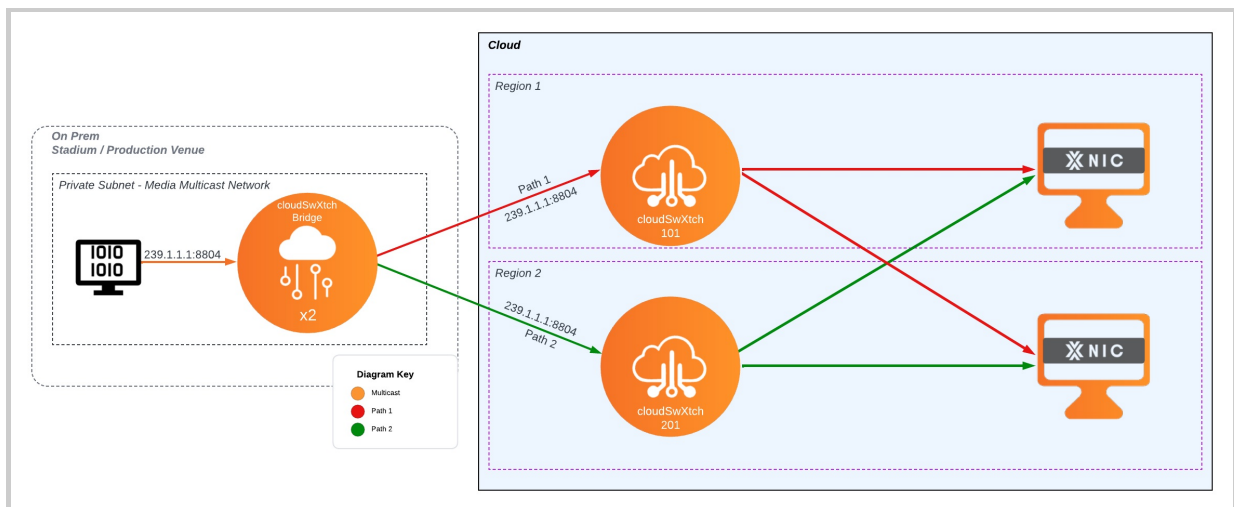 Cloud
Region 1
On Prem
Stadium / Production Venue
Private Subnet - Media Multicast Network
cloudSwXtch
Bridge
x2
1010
1010
239.1.1.1:8804
Path 1
239.1.1.1:8804
cloudSwXtch
101
NIC
Region 2
239.1.1.1:8804
Path 2
cloudSwXtch
201
NIC
Diagram Key
Multicast
Path 1
Path 2